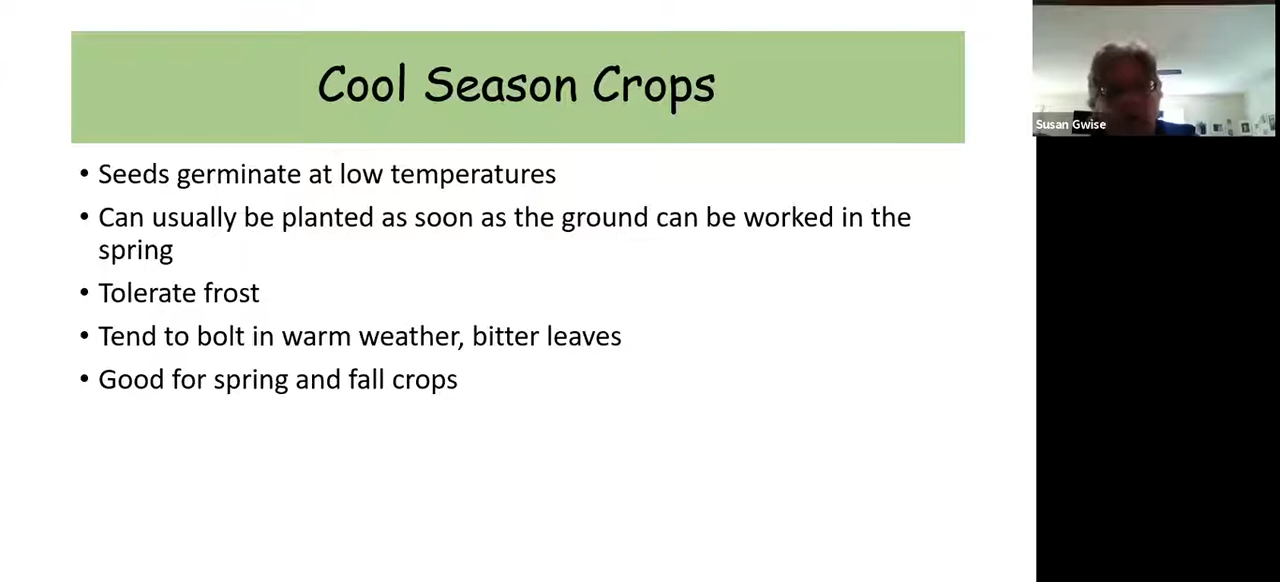 Cool Season Crops
• Seeds germinate at low temperatures
• Can usually be planted as soon as the ground can be worked in the
spring
• Tolerate frost
• Tend to bolt in warm weather, bitter leaves
• Good for spring and fall crops
Susan Gwise